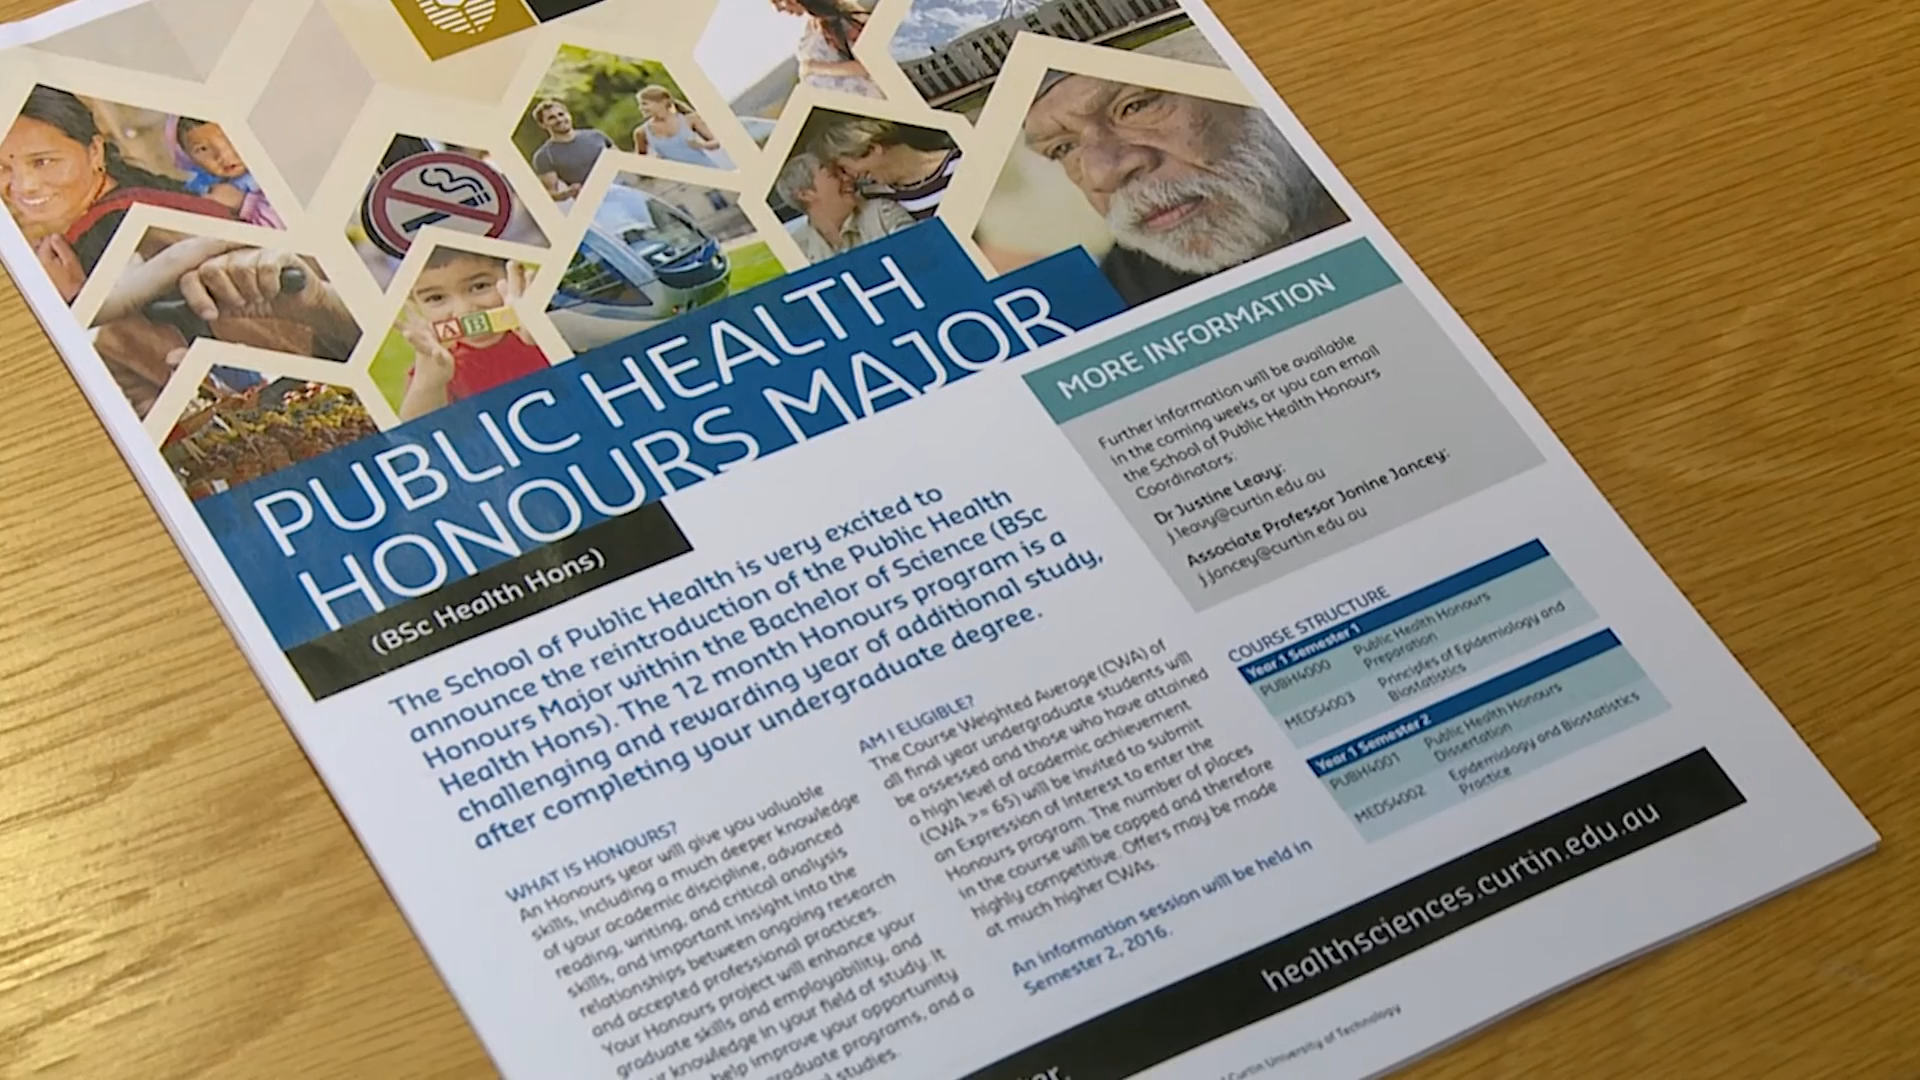 A B
PUBLIC HEALTH
HONOURS MAJOR
(BSc Health Hons)
The School of Public Health is very excited to
announce the reintroduction of the Public Health
Honours Major within the Bachelor of Science (BSc
Health Hons). The 12 month Honours program is a
challenging and rewarding year of additional study,
after completing your undergraduate degree.
WHAT IS HONOURS?
An Honours year will give you valuable
skills, including a much deeper knowledge
of your academic discipline, advanced
reading, writing, and critical analysis
skills, and important insight into the
relationships between ongoing research
and accepted professional practices.
Your Honours project will enhance your
graduate skills and employability, and
knowledge in your field of study. It
help improve your opportunity
programs, and a
studies.
AM I ELIGIBLE?
The Course Weighted Average (CWA) of
all final year undergraduate students will
be assessed and those who have attained
a high level of academic achievement
(CWA >= 65) will be invited to submit
an Expression of Interest to enter the
Honours program. The number of places
in the course will be capped and therefore
highly competitive. Offers may be made
at much higher CWAs.
An information session will be held in
Semester 2, 2016.
MORE INFORMATION
Further information will be available
in the coming weeks or you can email
the School of Public Health Honours
Coordinators:
Dr Justine Leavy:
j.leavy@curtin.edu.au
Associate Professor Jonine Jancey:
j.jancey@curtin.edu.au
COURSE STRUCTURE
Year 1 Semester 1
PUBH4000 Public Health Honours
Preparation
MEDS4003 Principles of Epidemiology and
Biostatistics
Year 1 Semester 2
PUBH4001 Public Health Honours
Dissertation
MEDS4002 Epidemiology and Biostatistics
Practice
healthsciences.curtin.edu.au
Curtin University of Technology